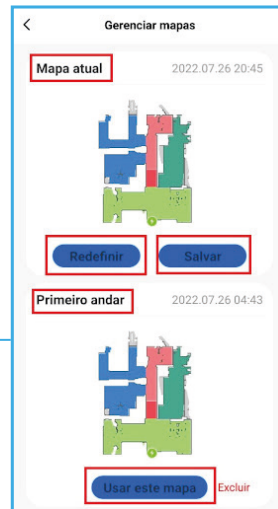 Gerenciar mapas
Mapa atual 2022.07.26 20:45
Redefinir Salvar
Primeiro andar 2022.07.26 04:43
Usar este mapa Excluir